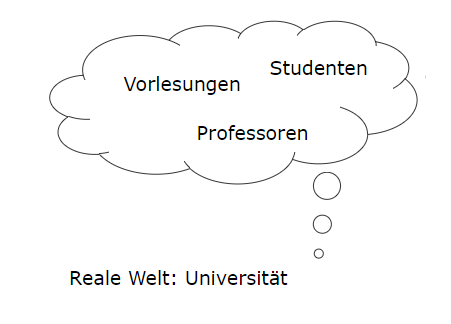 Studenten
Vorlesungen
Professoren
Reale Welt: Universität